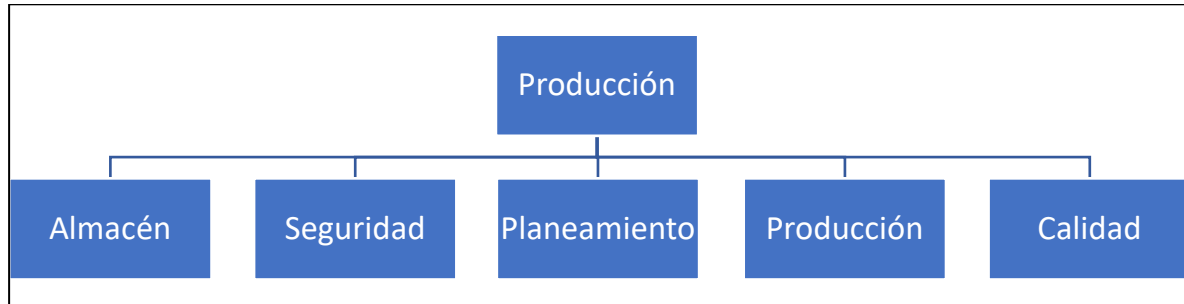 Producción
Almacén
Seguridad
Planeamiento
Producción
Calidad